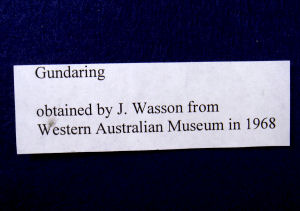 Gundaring
obtained by J. Wasson from
Western Australian Museum in 1968